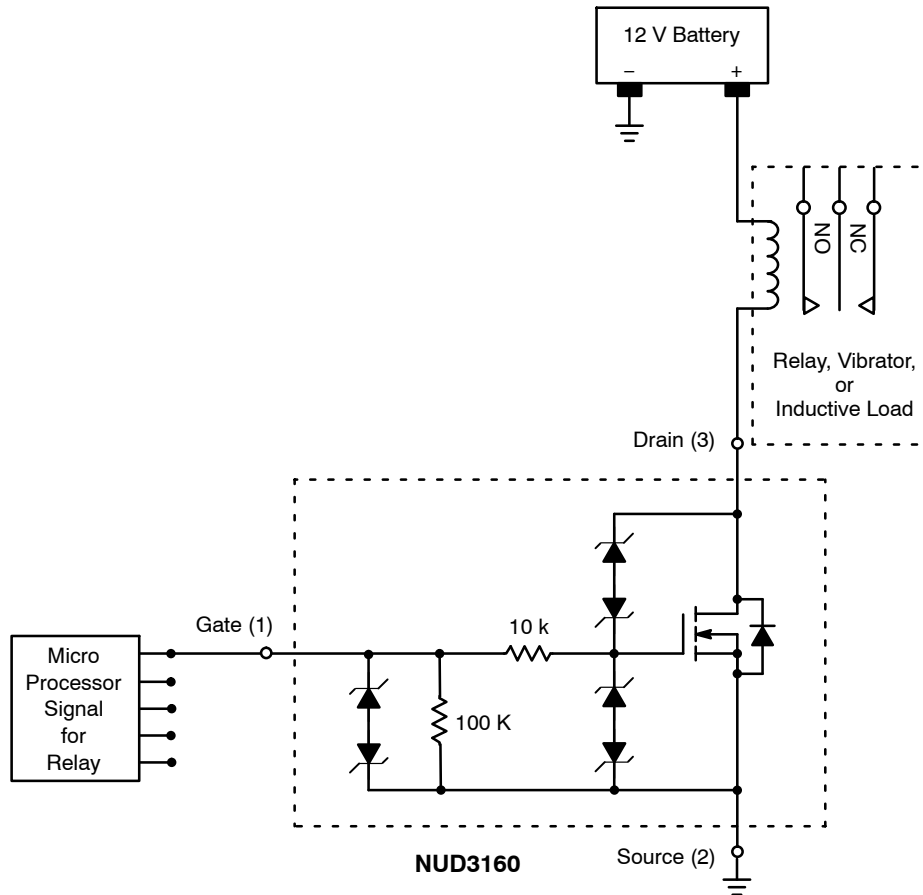 12 V Battery
– +
NO
NC
Relay, Vibrator,
or
Inductive Load
Drain (3)
Gate (1)
10 k
Micro
Processor
Signal
for
Relay
100 K
NUD3160
Source (2)